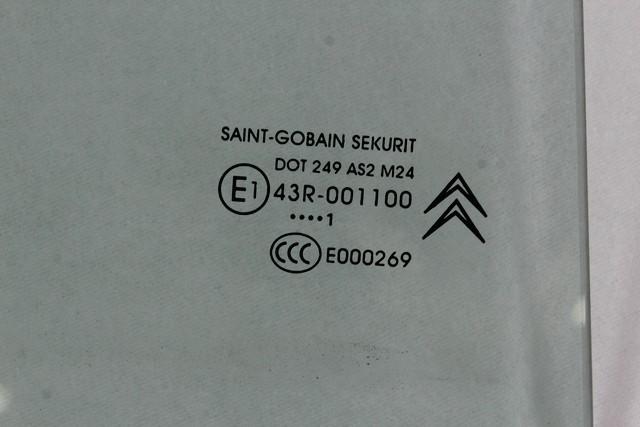 SAINT-GOBAIN SEKURIT
DOT 249 AS2 M24
E1 43R-001100
••••1
CCC E000269